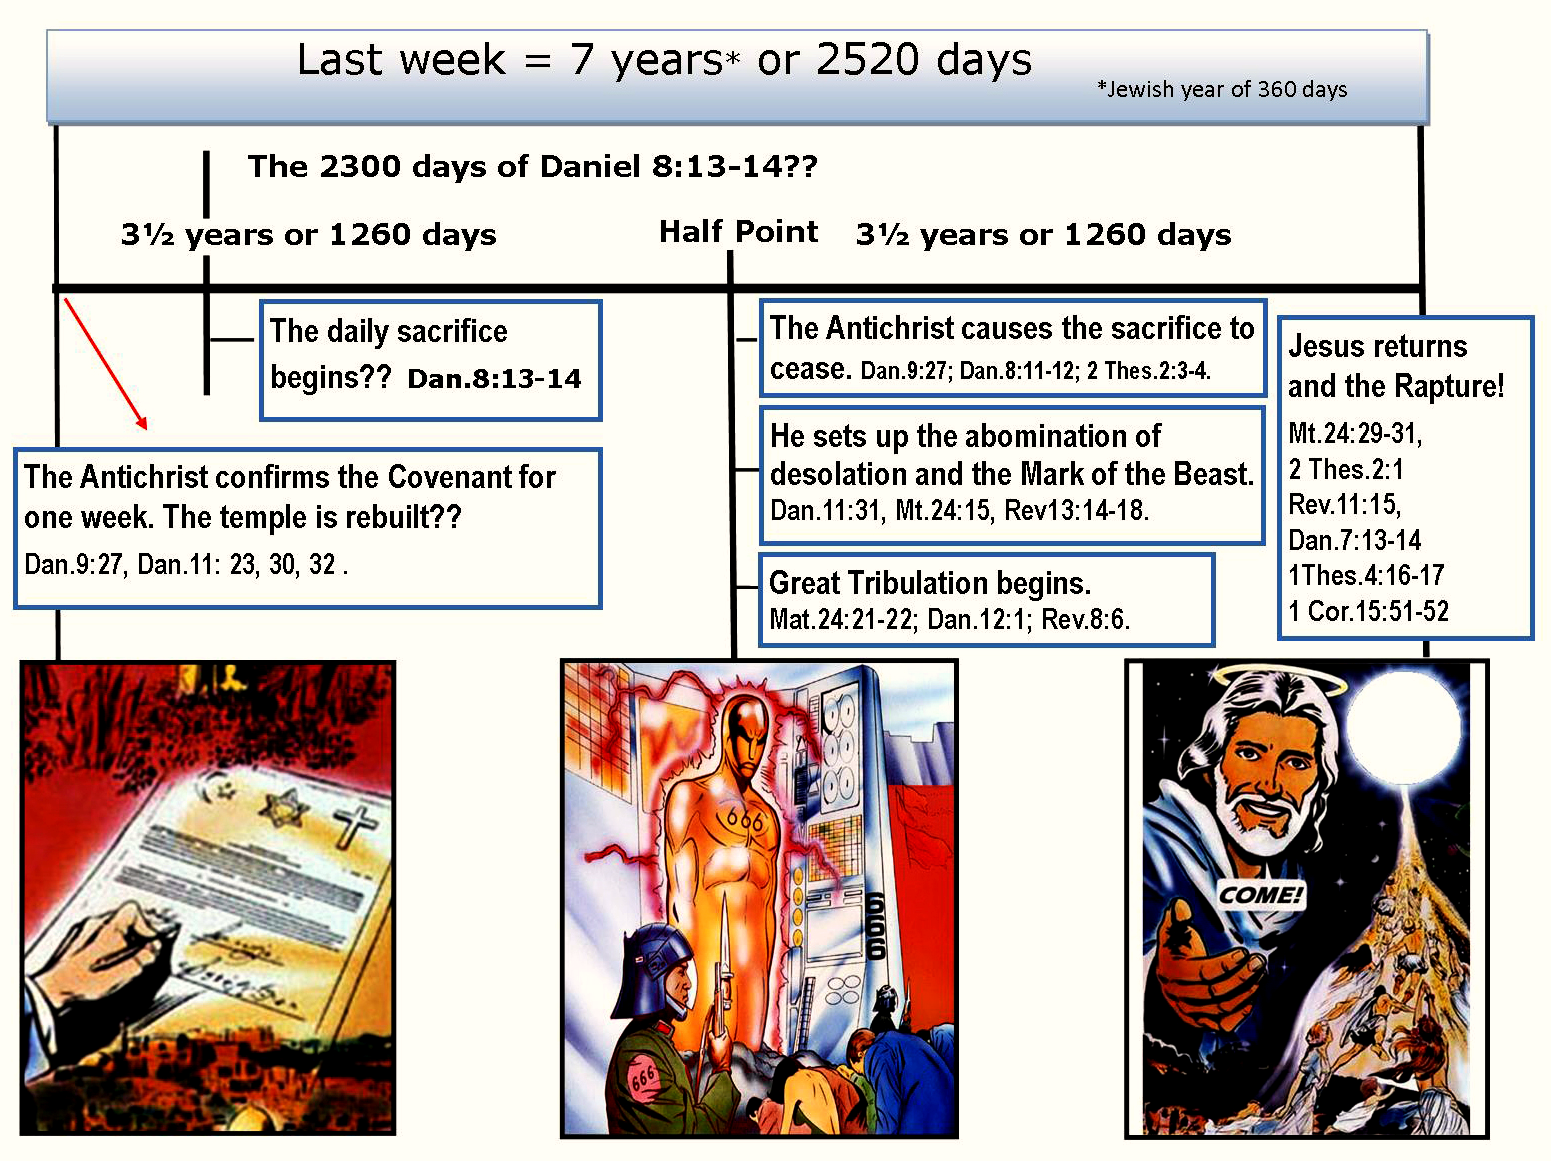 Last week = 7 years* or 2520 days
*Jewish year of 360 days
The 2300 days of Daniel 8:13-14??
3½ years or 1260 days
Half Point
3½ years or 1260 days
The daily sacrifice
begins?? Dan.8:13-14
The Antichrist confirms the Covenant for
one week. The temple is rebuilt??
Dan.9:27, Dan.11: 23, 30, 32 .
The Antichrist causes the sacrifice to
cease. Dan.9:27; Dan.8:11-12; 2 Thes.2:3-4.
He sets up the abomination of
desolation and the Mark of the Beast.
Dan.11:31, Mt.24:15, Rev13:14-18.
Great Tribulation begins.
Mat.24:21-22; Dan.12:1; Rev.8:6.
Jesus returns
and the Rapture!
Mt.24:29-31,
2 Thes.2:1
Rev.11:15,
Dan.7:13-14
1Thes.4:16-17
1 Cor.15:51-52
666
666
666
COME!